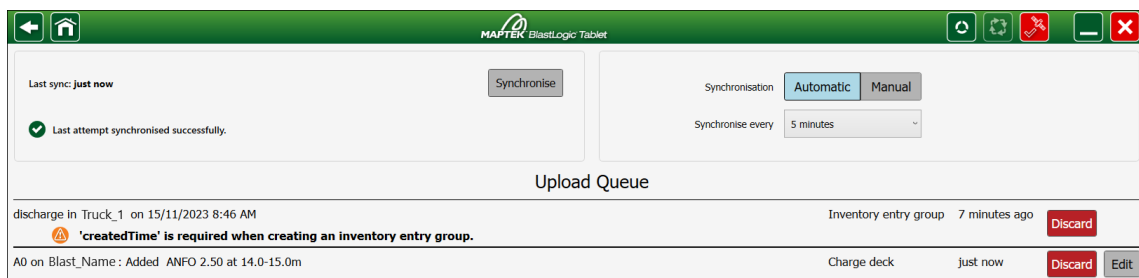 MAPTEK BlastLogic Tablet
Last sync: just now
Synchronise
Synchronisation
Automatic
Manual
Last attempt synchronised successfully.
Synchronise every
5 minutes
Upload Queue
discharge in Truck_1 on 15/11/2023 8:46 AM
Inventory entry group
7 minutes ago
Discard
'createdTime' is required when creating an inventory entry group.
A0 on Blast_Name : Added ANFO 2.50 at 14.0-15.0m
Charge deck
just now
Discard
Edit